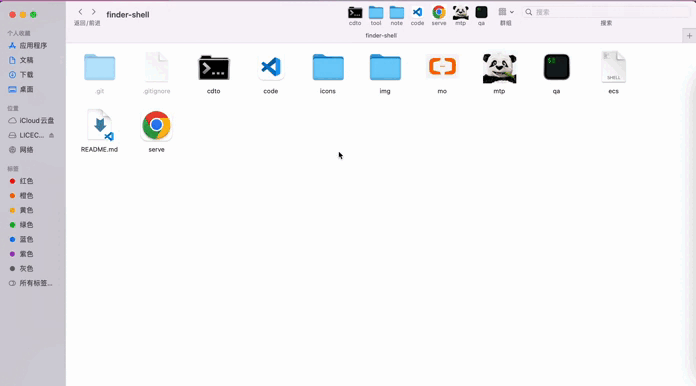 finder-shell
返回/前进
cdto
tool
note
code
serve
mtp
qa
群组
搜索
搜索
finder-shell
个人收藏
应用程序
文稿
下载
桌面
位置
iCloud 云盘
LICEC...
网络
标签
红色
橙色
黄色
绿色
蓝色
紫色
灰色
所有标签...
.git
.gitignore
cdto
code
icons
img
mo
mtp
$⌷
qa
SHELL
ecs
README.md
serve